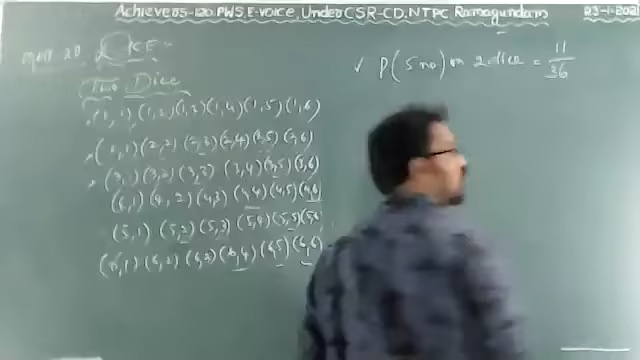 Achievers-120.PWS.E-voice, Under CSR-CD.NTPC Ramagundam 23-1-2021
DICE
✓ P(5 no) on 2 dice = 11/36
Two Dice
(1,1) (1,2) (1,3) (1,4) (1,5) (1,6)
(2,1) (2,2) (2,3) (2,4) (2,5) (2,6)
(3,1) (3,2) (3,3) (3,4) (3,5) (3,6)
(4,1) (4,2) (4,3) (4,4) (4,5) (4,6)
(5,1) (5,2) (5,3) (5,4) (5,5) (5,6)
(6,1) (6,2) (6,3) (6,4) (6,5) (6,6)